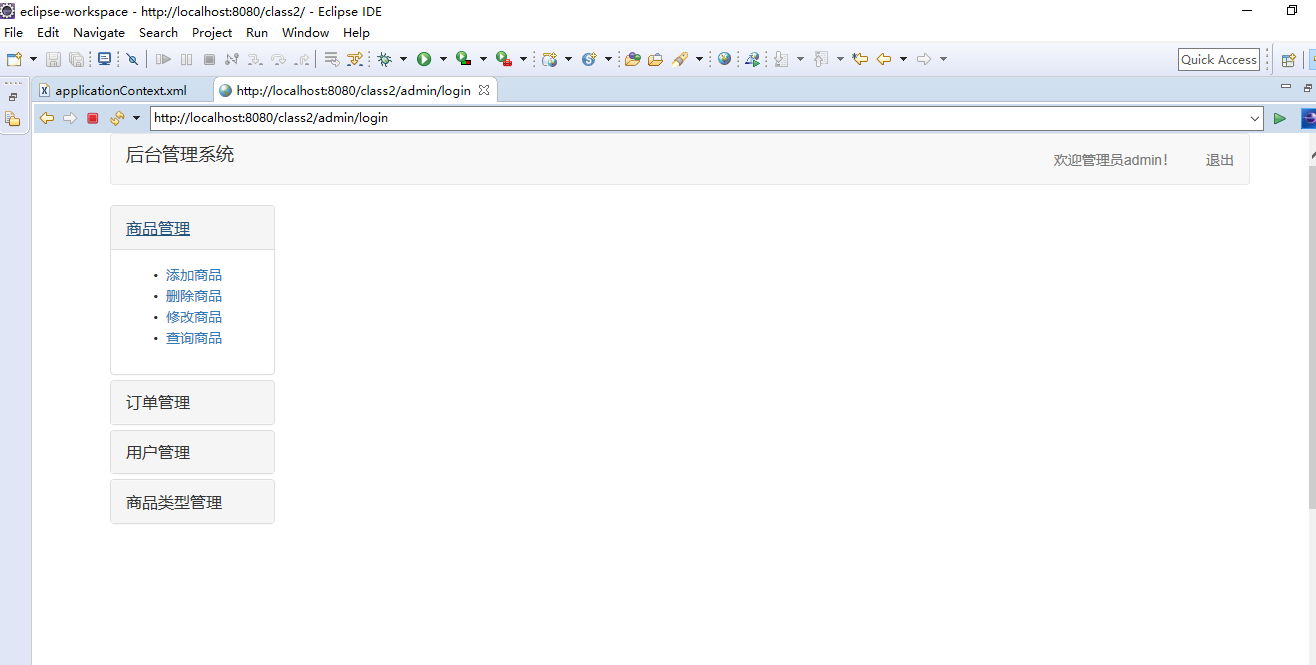 eclipse-workspace - http://localhost:8080/class2/ - Eclipse IDE
File Edit Navigate Search Project Run Window Help
Quick Access
applicationContext.xml http://localhost:8080/class2/admin/login
http://localhost:8080/class2/admin/login
后台管理系统 欢迎管理员admin! 退出
商品管理
• 添加商品
• 删除商品
• 修改商品
• 查询商品
订单管理
用户管理
商品类型管理